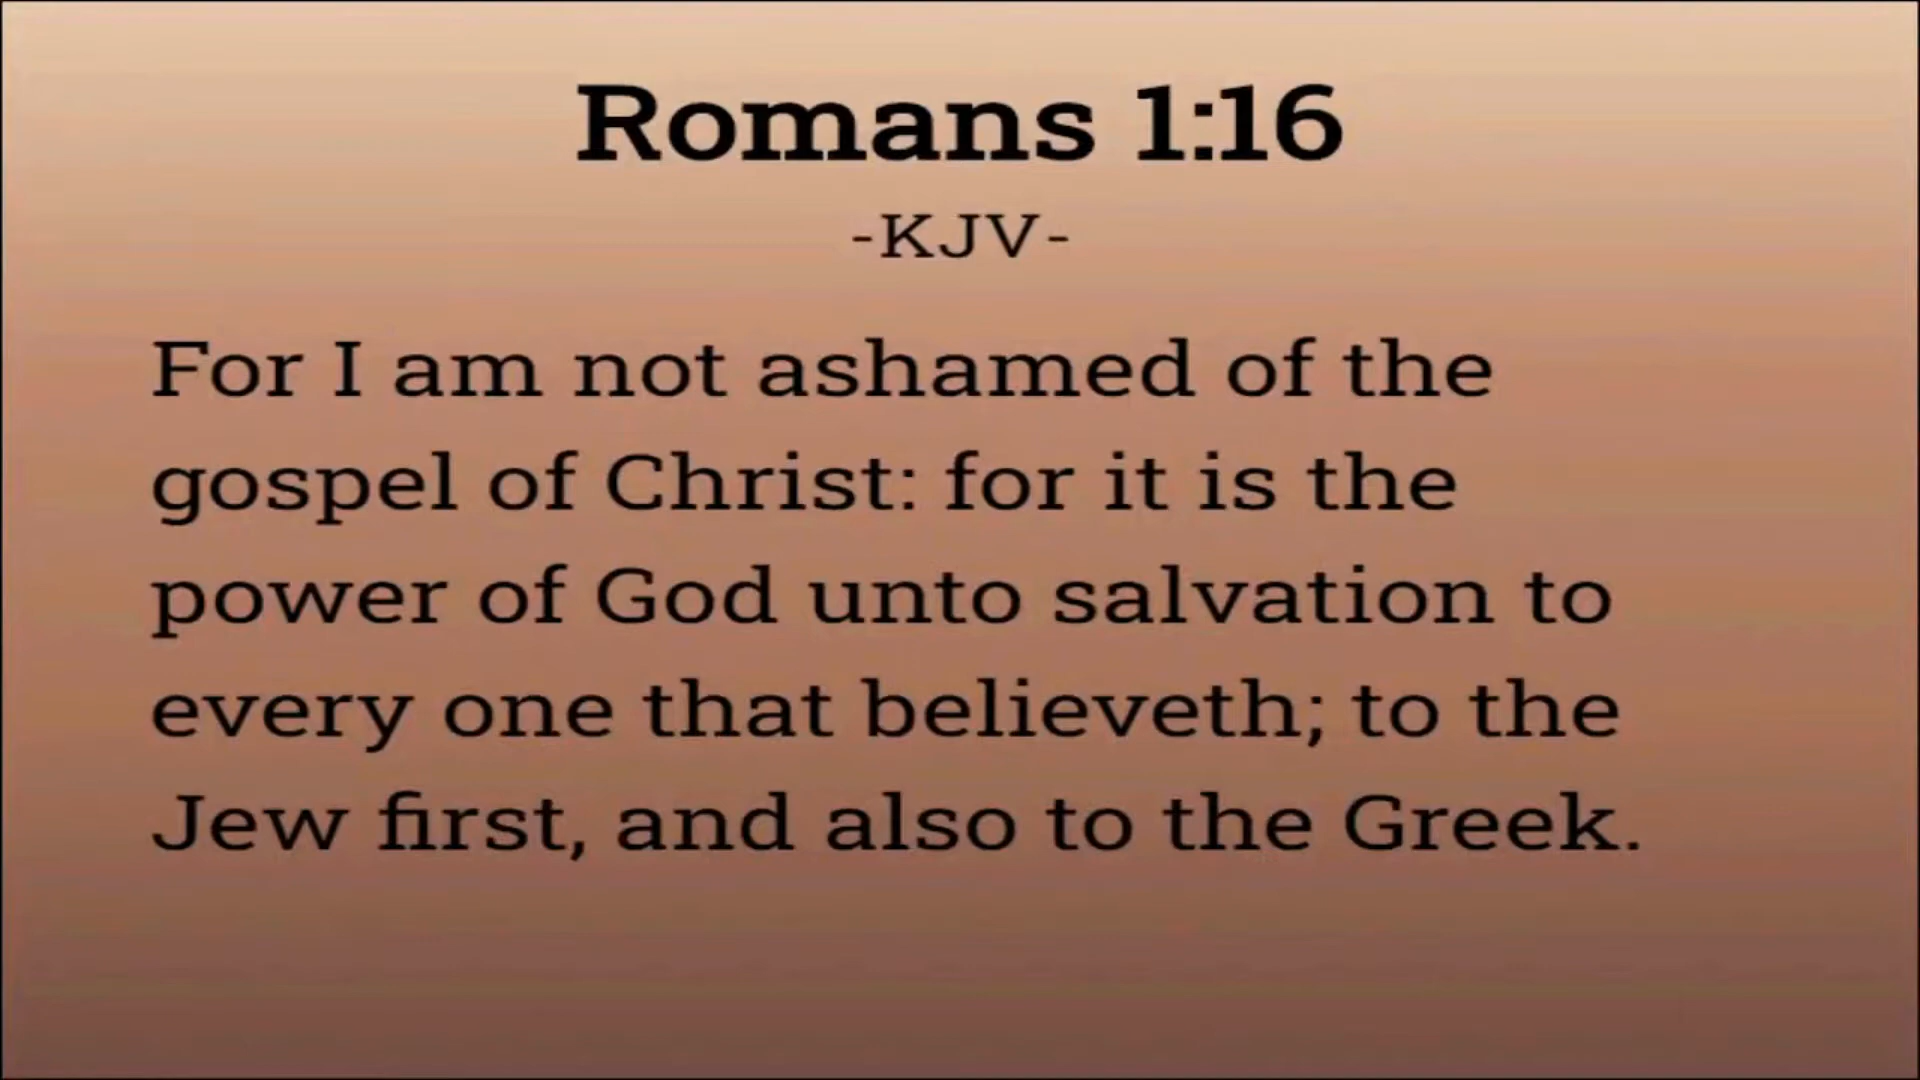 Romans 1:16
-KJV-
For I am not ashamed of the
gospel of Christ: for it is the
power of God unto salvation to
every one that believeth; to the
Jew first, and also to the Greek.